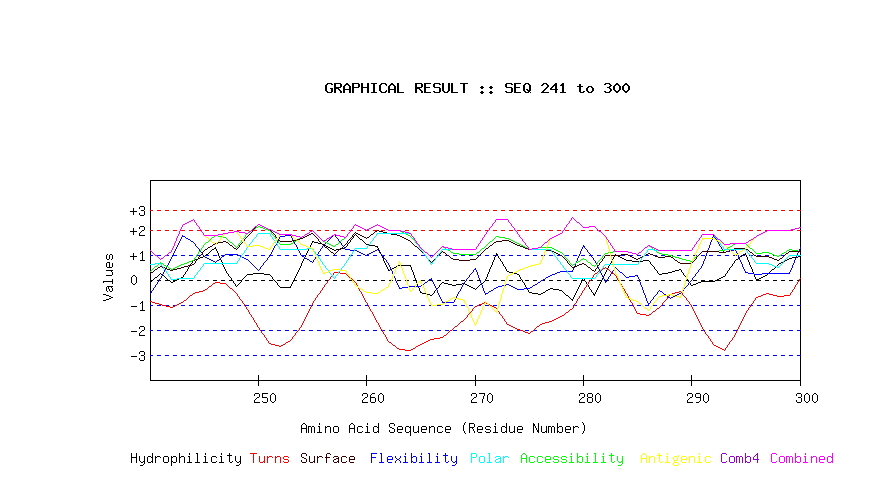 GRAPHICAL RESULT :: SEQ 241 to 300
+3
+2
+1
0
-1
-2
-3
Values
250 260 270 280 290 300
Amino Acid Sequence (Residue Number)
Hydrophilicity Turns Surface Flexibility Polar Accessibility Antigenic Comb4 Combined